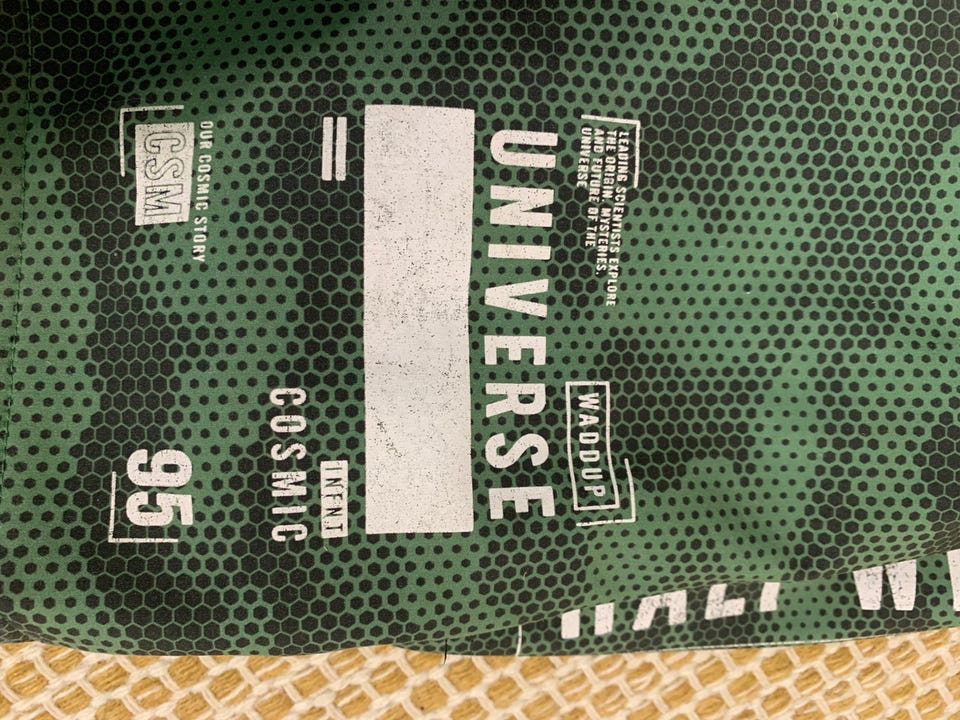 LEADING SCIENTISTS EXPLORE
THE ORIGIN, MYSTERIES,
AND FUTURE OF THE
UNIVERSE
WADDUP
UNIVERSE
COSMIC
OUR COSMIC STORY
CSM
95